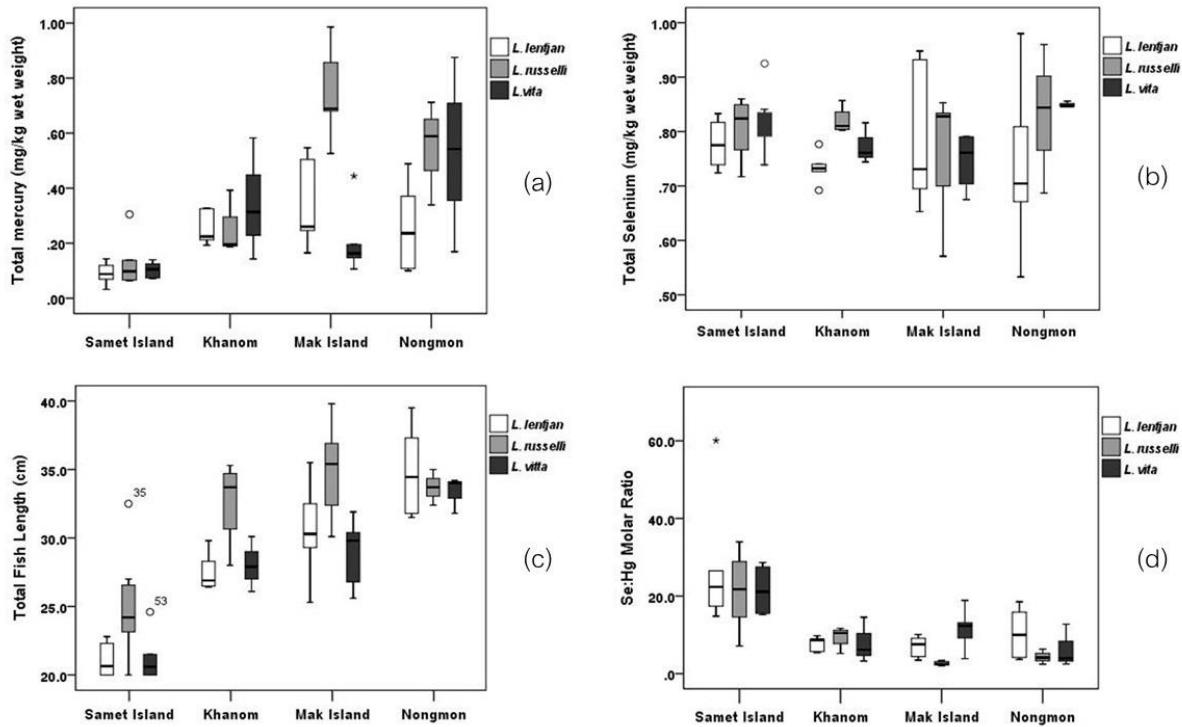 Total mercury (mg/kg wet weight)
1.00
.80
.60
.40
.20
.00
Samet Island Khanom Mak Island Nongmon
L. lentjan
L. russelli
L.vita
(a)
Total Selenium (mg/kg wet weight)
1.00
.90
.80
.70
.60
.50
Samet Island Khanom Mak Island Nongmon
L. lentjan
L. russelli
L. vita
(b)
Total Fish Length (cm)
40.0
35.0
30.0
25.0
20.0
35
53
Samet Island Khanom Mak Island Nongmon
L. lentjan
L. russelli
L. vitta
(c)
Se:Hg Molar Ratio
60.0
40.0
20.0
.0
*
Samet Island Khanom Mak Island Nongmon
L. lentjan
L. russelli
L. vita
(d)